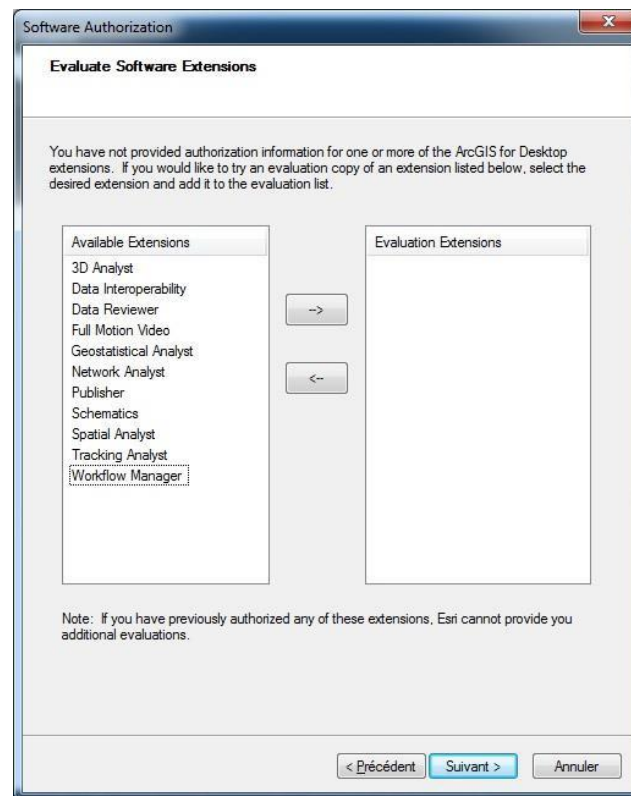 Software Authorization
Evaluate Software Extensions
You have not provided authorization information for one or more of the ArcGIS for Desktop
extensions. If you would like to try an evaluation copy of an extension listed below, select the
desired extension and add it to the evaluation list.
Available Extensions
3D Analyst
Data Interoperability
Data Reviewer
Full Motion Video
Geostatistical Analyst
Network Analyst
Publisher
Schematics
Spatial Analyst
Tracking Analyst
Workflow Manager
-->
<--
Evaluation Extensions
Note: If you have previously authorized any of these extensions, Esri cannot provide you
additional evaluations.
< Précédent
Suivant >
Annuler